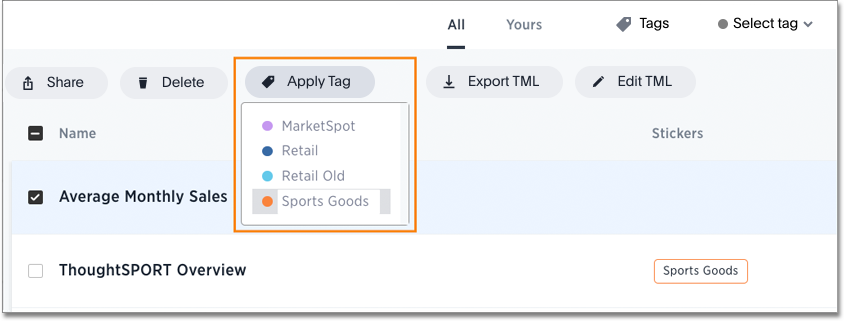 All Yours Tags Select tag
Share Delete Apply Tag Export TML Edit TML
MarketSpot
Name Stickers
Retail
Retail Old
Average Monthly Sales
Sports Goods
ThoughtSPORT Overview Sports Goods